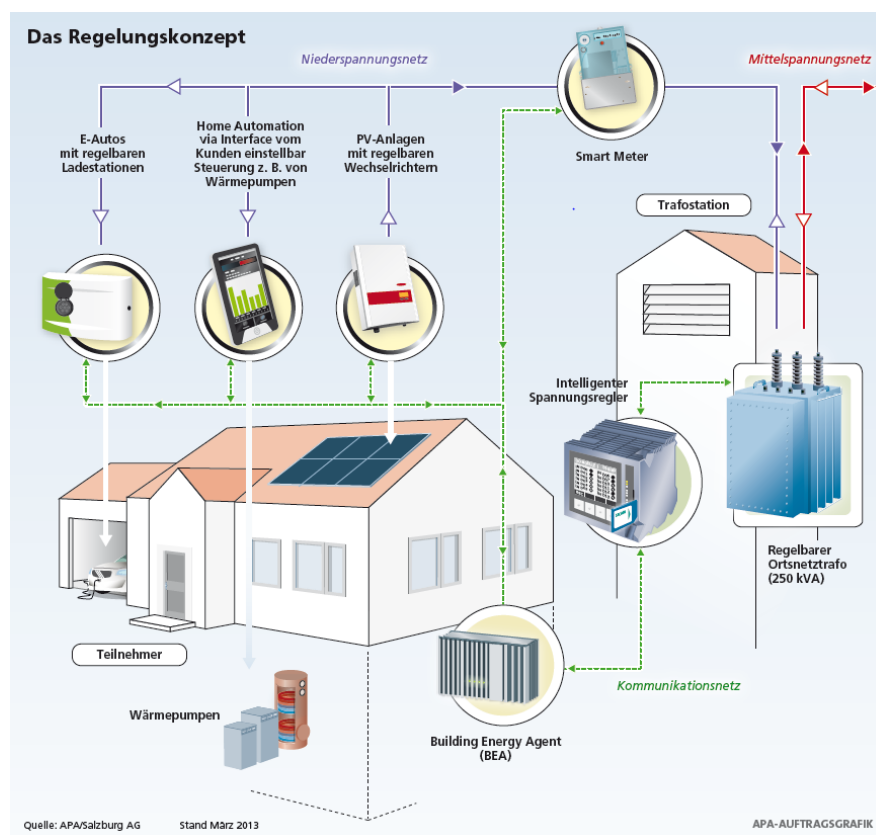 Das Regelungskonzept
Niederspannungsnetz
Mittelspannungsnetz
E-Autos
mit regelbaren
Ladestationen
Home Automation
via Interface vom
Kunden einstellbar
Steuerung z. B. von
Wärmepumpen
PV-Anlagen
mit regelbaren
Wechselrichtern
Smart Meter
Trafostation
Intelligenter
Spannungsregler
Regelbarer
Ortsnetztrafo
(250 kVA)
Teilnehmer
Wärmepumpen
Building Energy Agent
(BEA)
Kommunikationsnetz
Quelle: APA/Salzburg AG
Stand März 2013
APA-AUFTRAGSGRAFIK